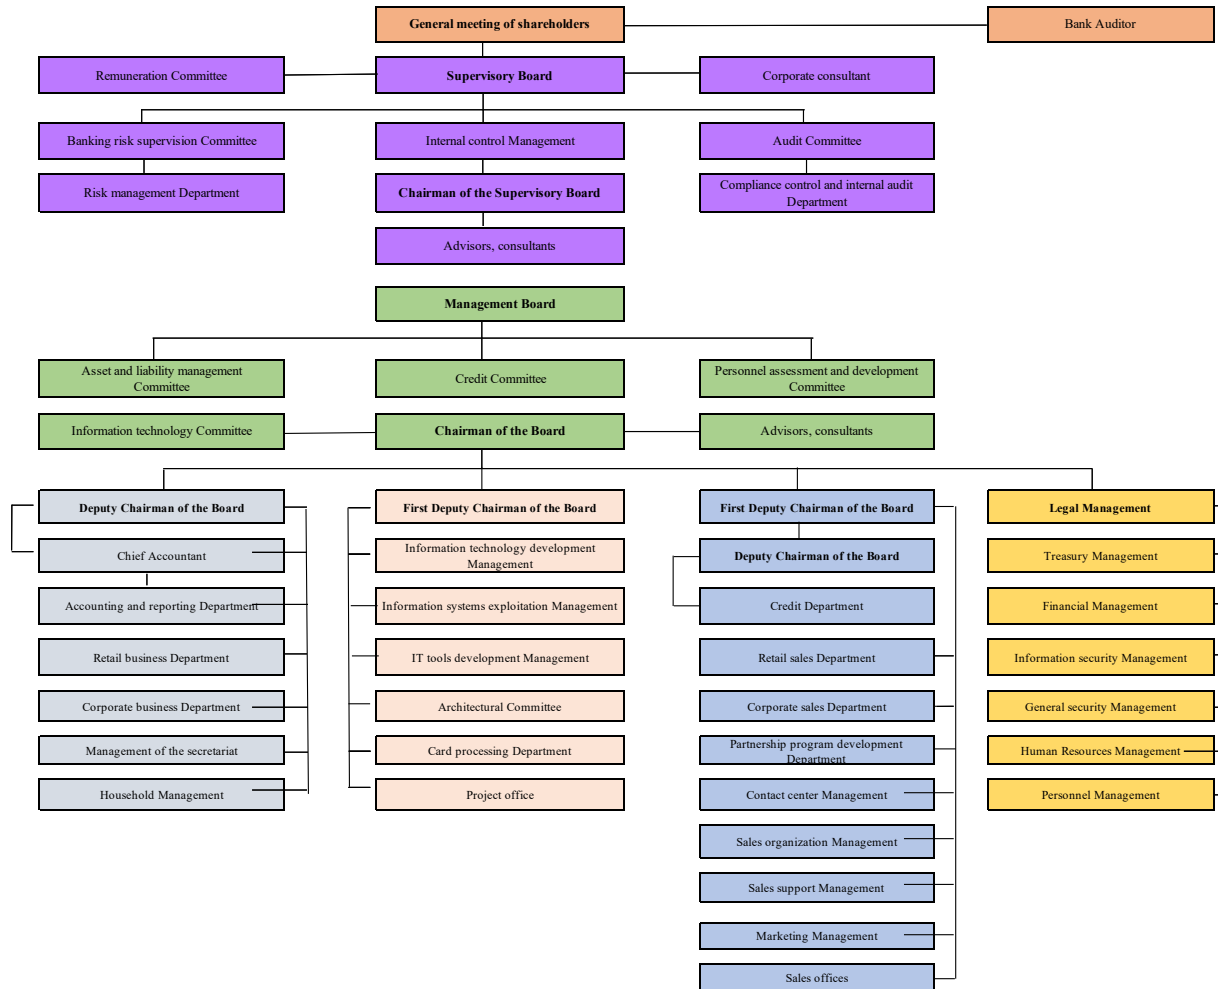 General meeting of shareholders
Bank Auditor
Remuneration Committee
Supervisory Board
Corporate consultant
Banking risk supervision Committee
Internal control Management
Audit Committee
Risk management Department
Chairman of the Supervisory Board
Compliance control and internal audit
Department
Advisors, consultants
Management Board
Asset and liability management
Committee
Credit Committee
Personnel assessment and development
Committee
Information technology Committee
Chairman of the Board
Advisors, consultants
Deputy Chairman of the Board
Chief Accountant
Accounting and reporting Department
Retail business Department
Corporate business Department
Management of the secretariat
Household Management
First Deputy Chairman of the Board
Information technology development
Management
Information systems exploitation Management
IT tools development Management
Architectural Committee
Card processing Department
Project office
First Deputy Chairman of the Board
Deputy Chairman of the Board
Credit Department
Retail sales Department
Corporate sales Department
Partnership program development
Department
Contact center Management
Sales organization Management
Sales support Management
Marketing Management
Sales offices
Legal Management
Treasury Management
Financial Management
Information security Management
General security Management
Human Resources Management
Personnel Management